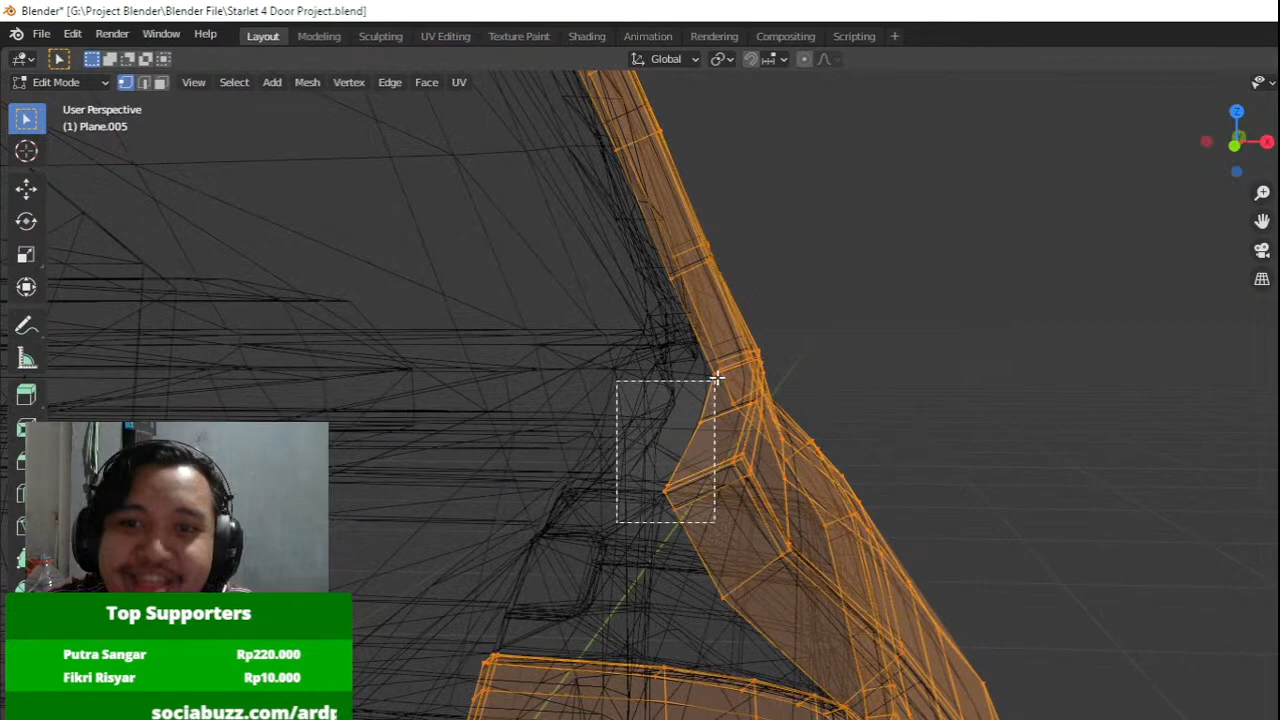 Blender* [G:\Project Blender\Blender File\Starlet 4 Door Project.blend]
File Edit Render Window Help Layout Modeling Sculpting UV Editing Texture Paint Shading Animation Rendering Compositing Scripting +
Global
Edit Mode View Select Add Mesh Vertex Edge Face UV
User Perspective
(1) Plane.005
Z
X
Top Supporters
Putra Sangar Rp220.000
Fikri Risyar Rp10.000
sociabuzz.com/ardp